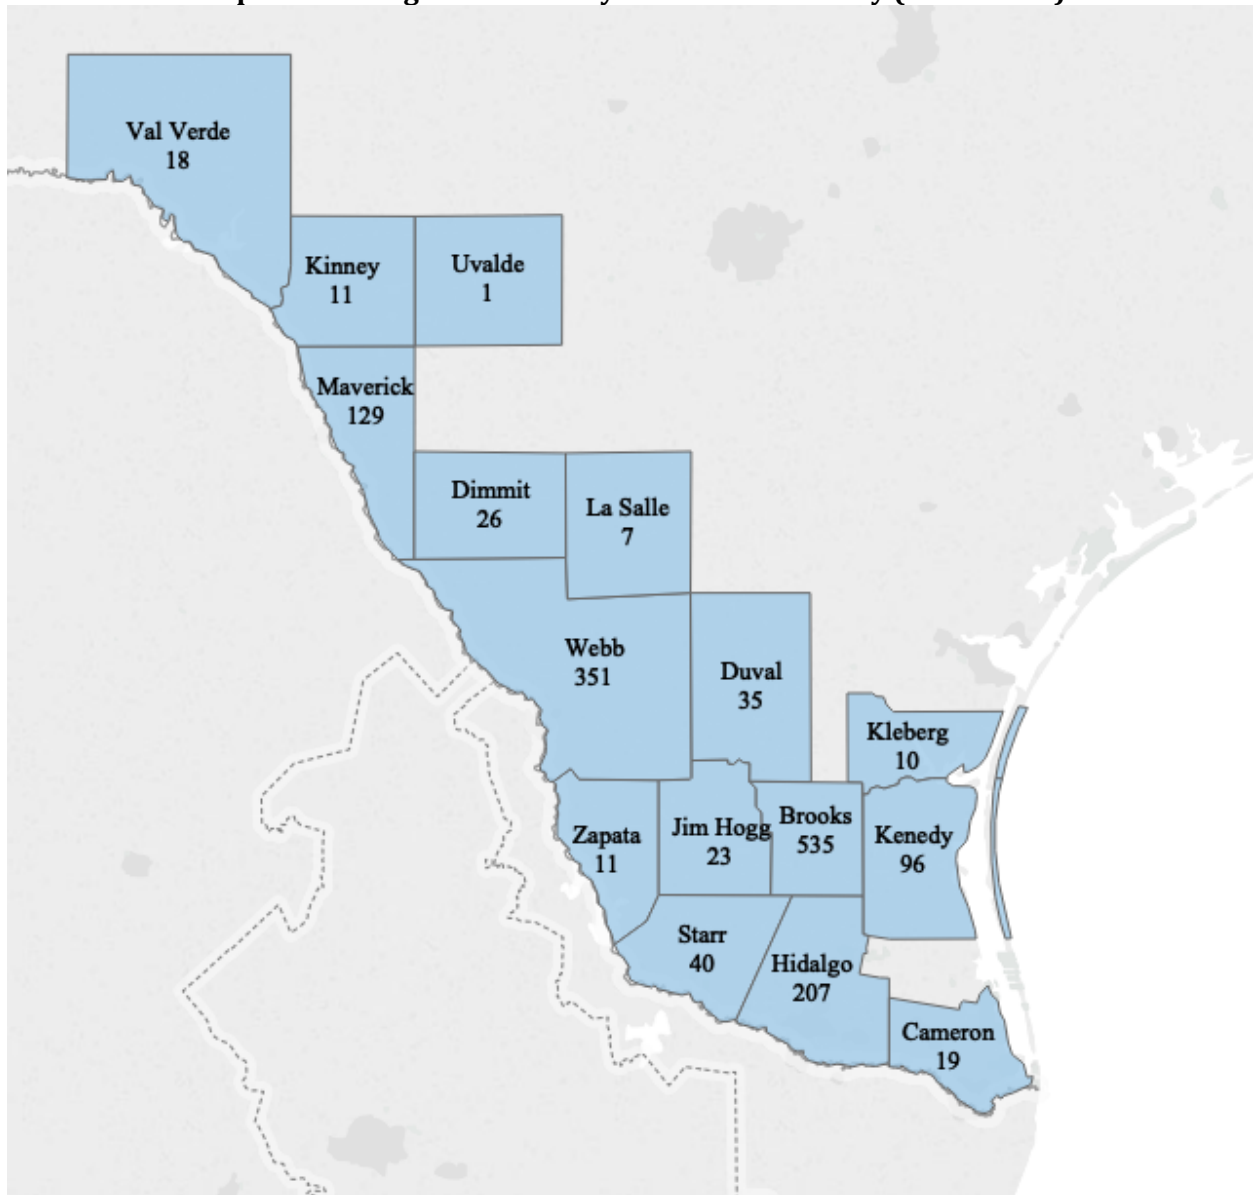 Val Verde
18
Kinney
11
Uvalde
1
Maverick
129
Dimmit
26
La Salle
7
Webb
351
Duval
35
Kleberg
10
Zapata
11
Jim Hogg
23
Brooks
535
Kenedy
96
Starr
40
Hidalgo
207
Cameron
19